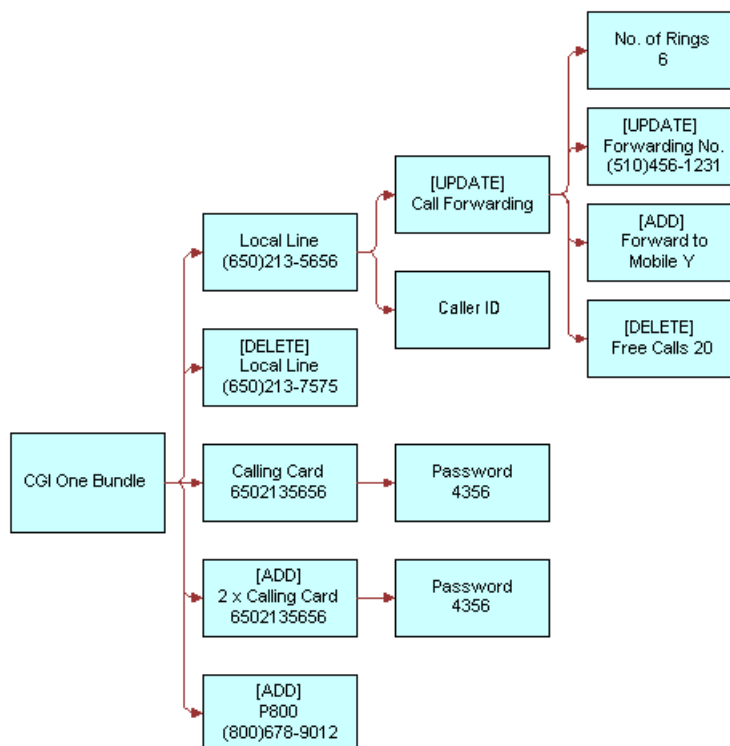 No. of Rings
6
[UPDATE]
Forwarding No.
(510)456-1231
[UPDATE]
Call Forwarding
[ADD]
Forward to
Mobile Y
Local Line
(650)213-5656
Caller ID
[DELETE]
Free Calls 20
[DELETE]
Local Line
(650)213-7575
CGI One Bundle
Calling Card
6502135656
Password
4356
[ADD]
2 x Calling Card
6502135656
Password
4356
[ADD]
P800
(800)678-9012